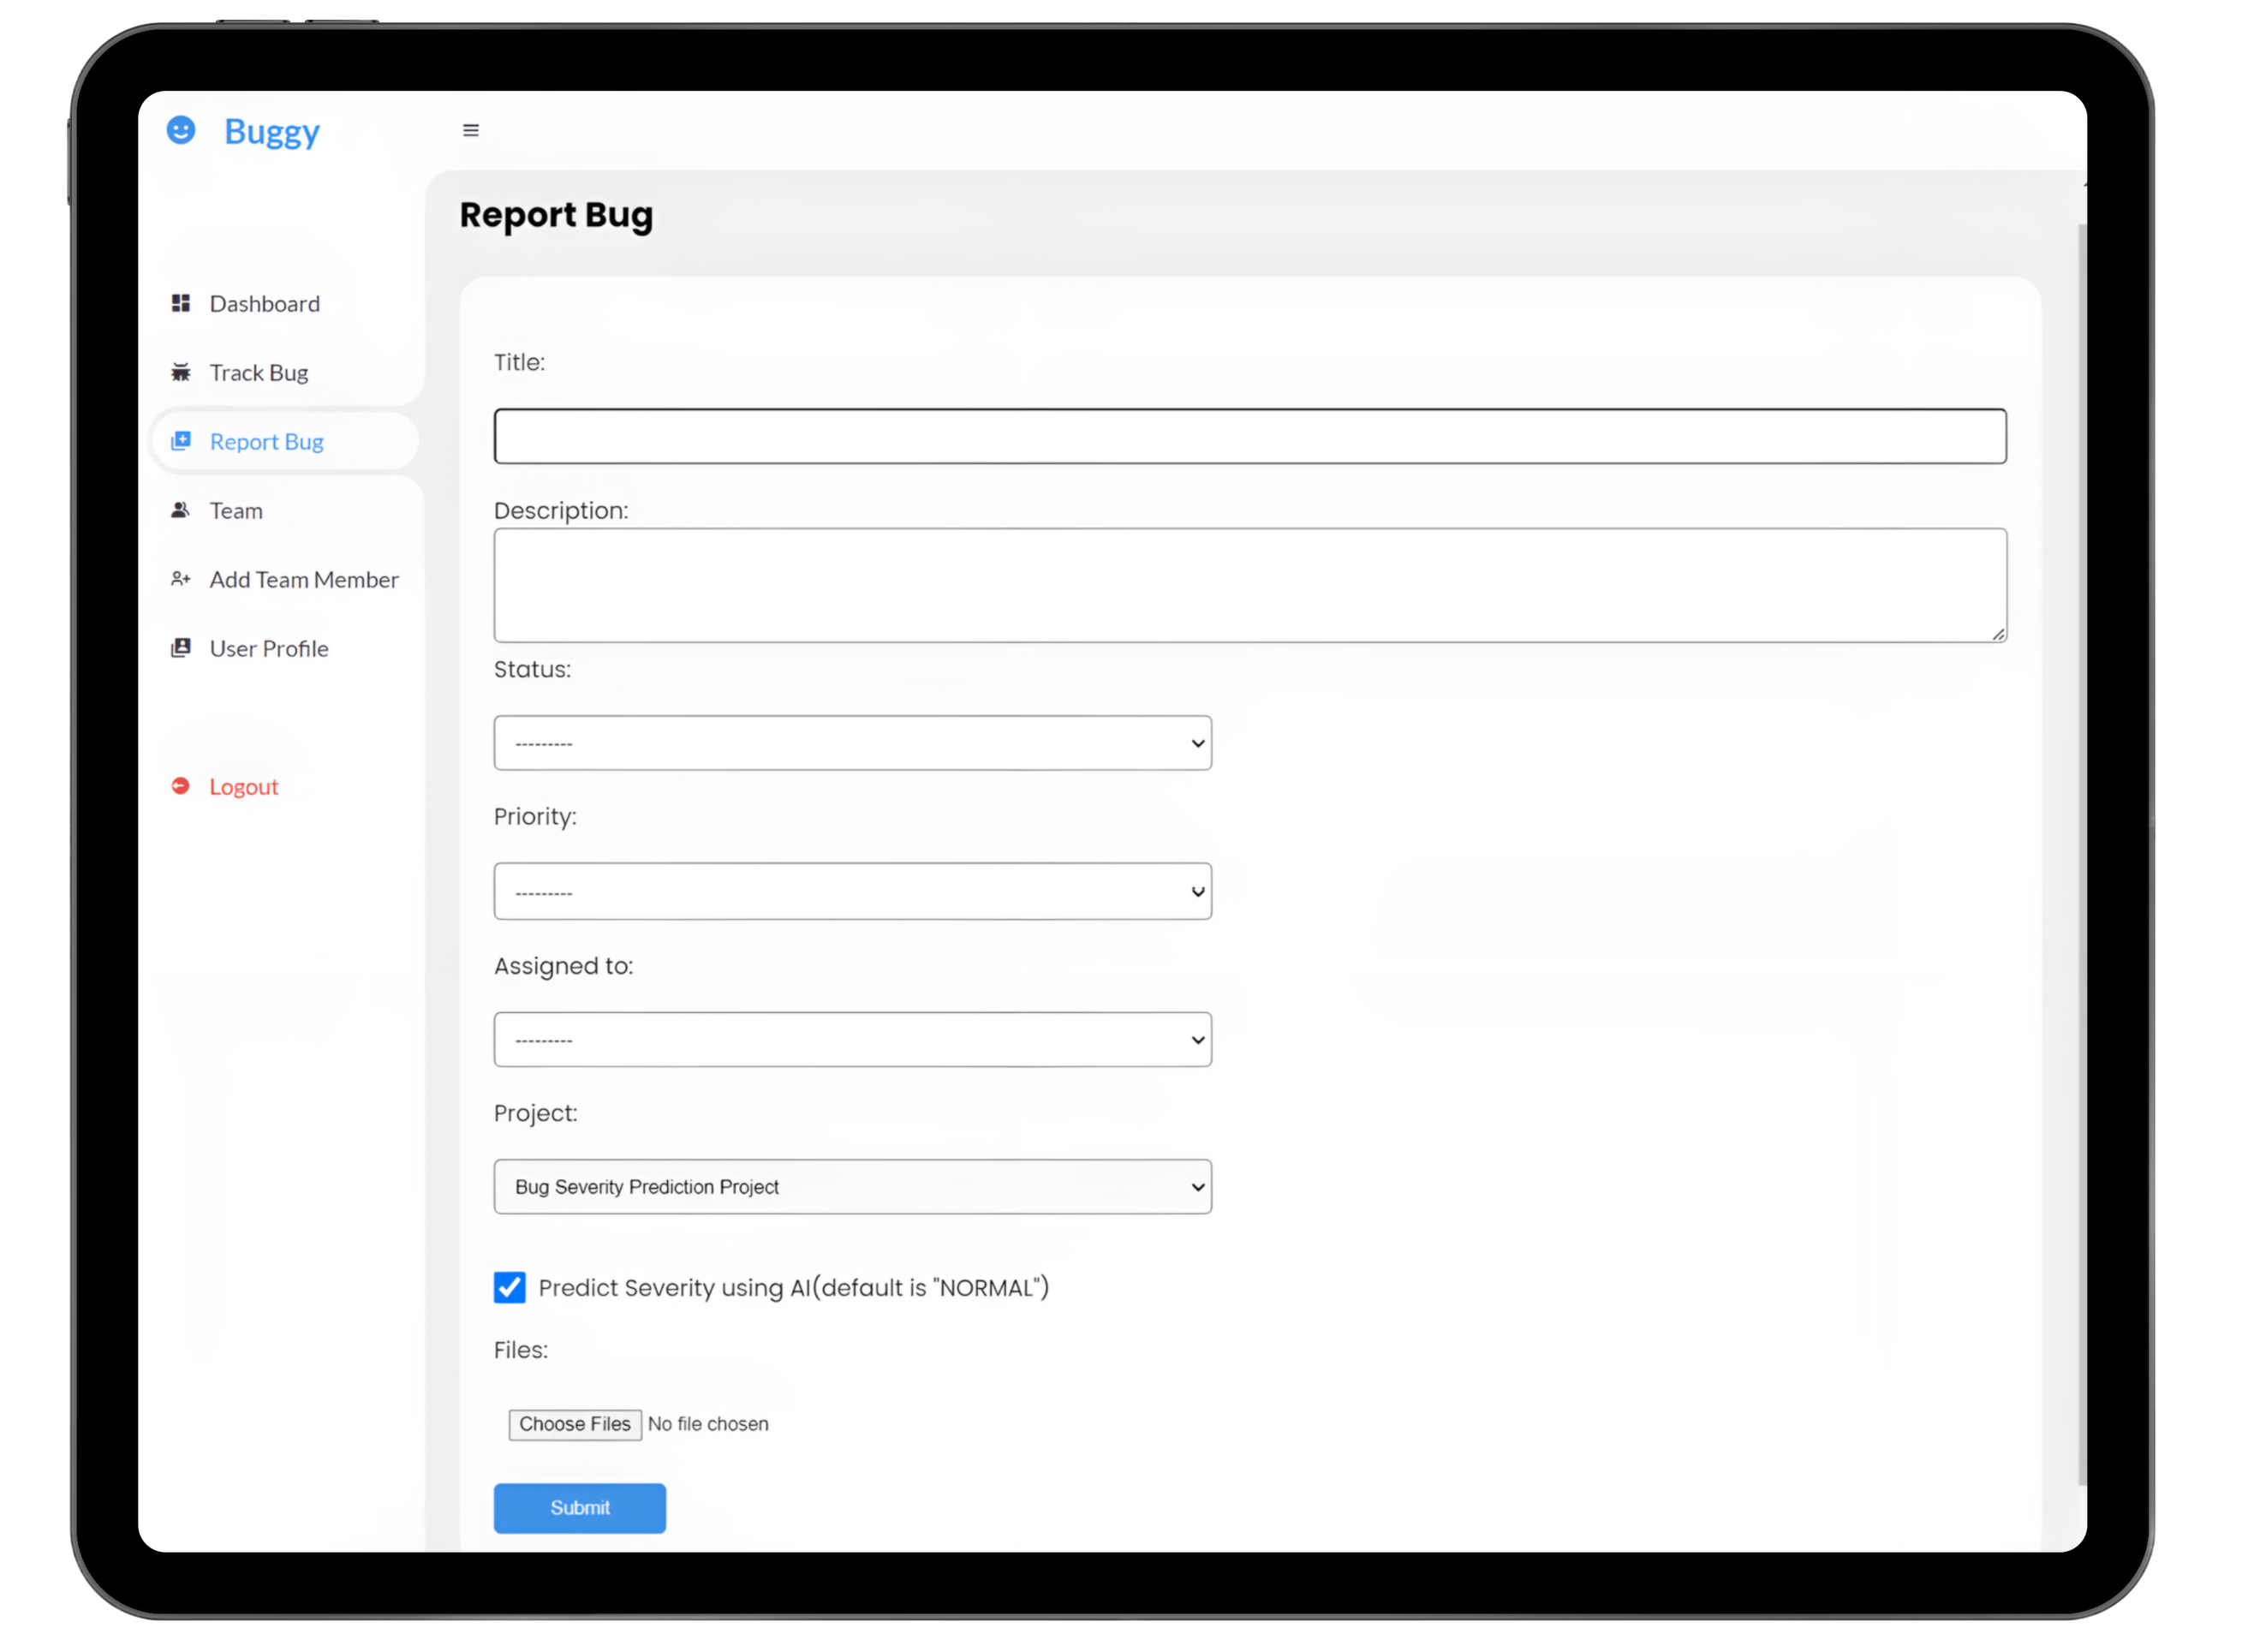 Buggy
Report Bug
Dashboard
Track Bug
Report Bug
Team
Add Team Member
User Profile
Logout
Title:
Description:
Status:
---------
Priority:
---------
Assigned to:
---------
Project:
Bug Severity Prediction Project
Predict Severity using AI(default is "NORMAL")
Files:
Choose Files No file chosen
Submit